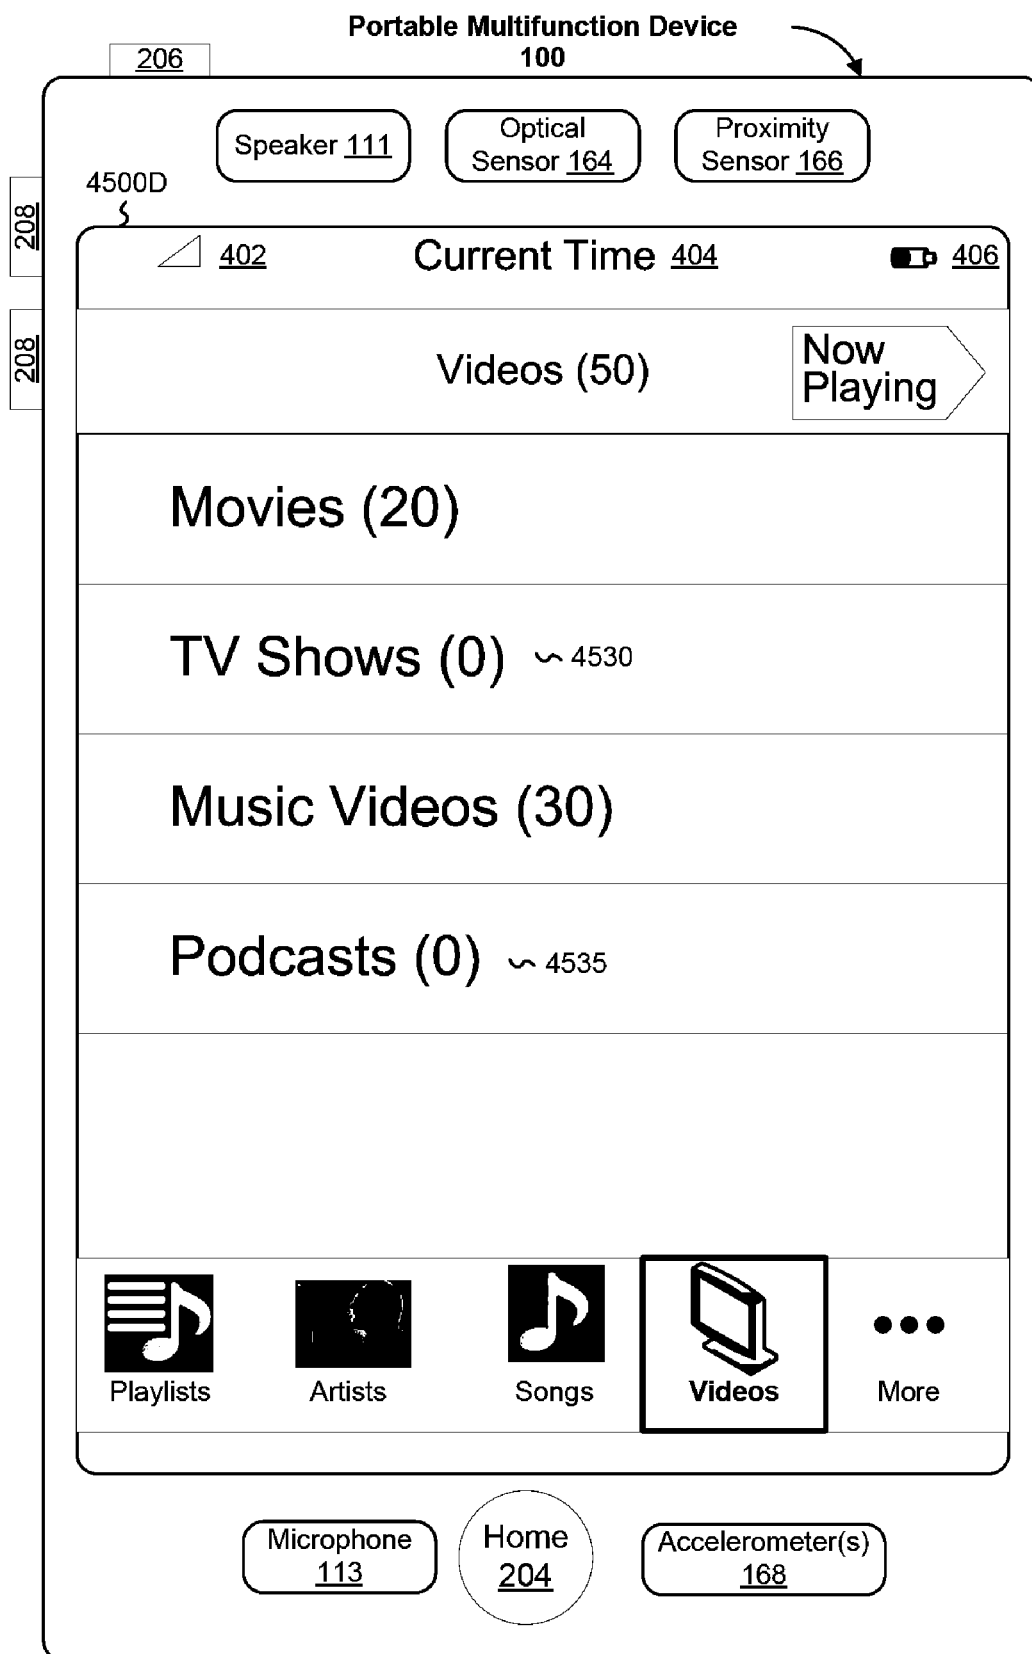 Portable Multifunction Device
100
206
Speaker 111
Optical
Sensor 164
Proximity
Sensor 166
4500D
208
402
Current Time 404
406
208
Videos (50)
Now
Playing
Movies (20)
TV Shows (0)
4530
Music Videos (30)
Podcasts (0)
4535
Playlists
Artists
Songs
Videos
More
Microphone
113
Home
204
Accelerometer(s)
168